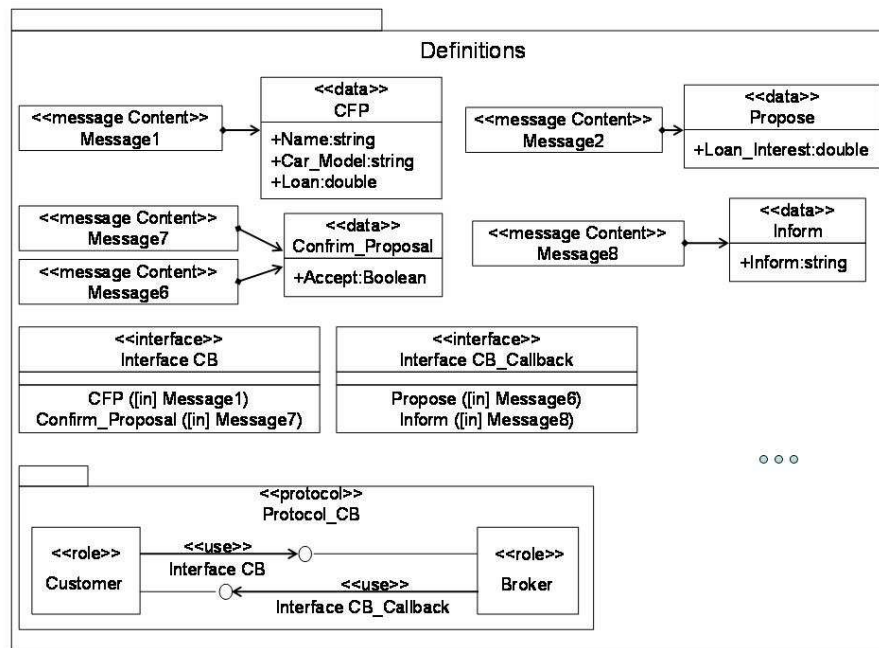 Definitions
<<message Content>>
Message1
<<data>>
CFP
+Name:string
+Car_Model:string
+Loan:double
<<message Content>>
Message2
<<data>>
Propose
+Loan_Interest:double
<<message Content>>
Message7
<<message Content>>
Message6
<<data>>
Confrim_Proposal
+Accept:Boolean
<<message Content>>
Message8
<<data>>
Inform
+Inform:string
<<interface>>
Interface CB
CFP ([in] Message1)
Confirm_Proposal ([in] Message7)
<<interface>>
Interface CB_Callback
Propose ([in] Message6)
Inform ([in] Message8)
<<protocol>>
Protocol_CB
<<role>>
Customer
<<use>>
Interface CB
<<use>>
Interface CB_Callback
<<role>>
Broker